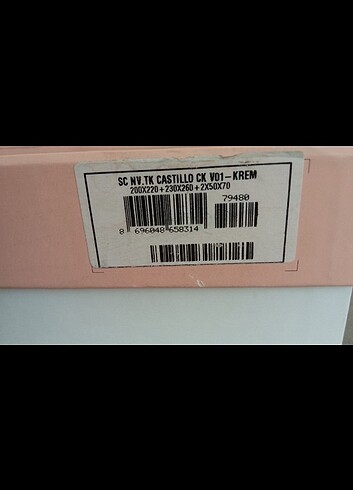 SC NV.TK CASTILLO CK V01-KREM
200X220+230X260+2X50X70
79480
8 696048 658314